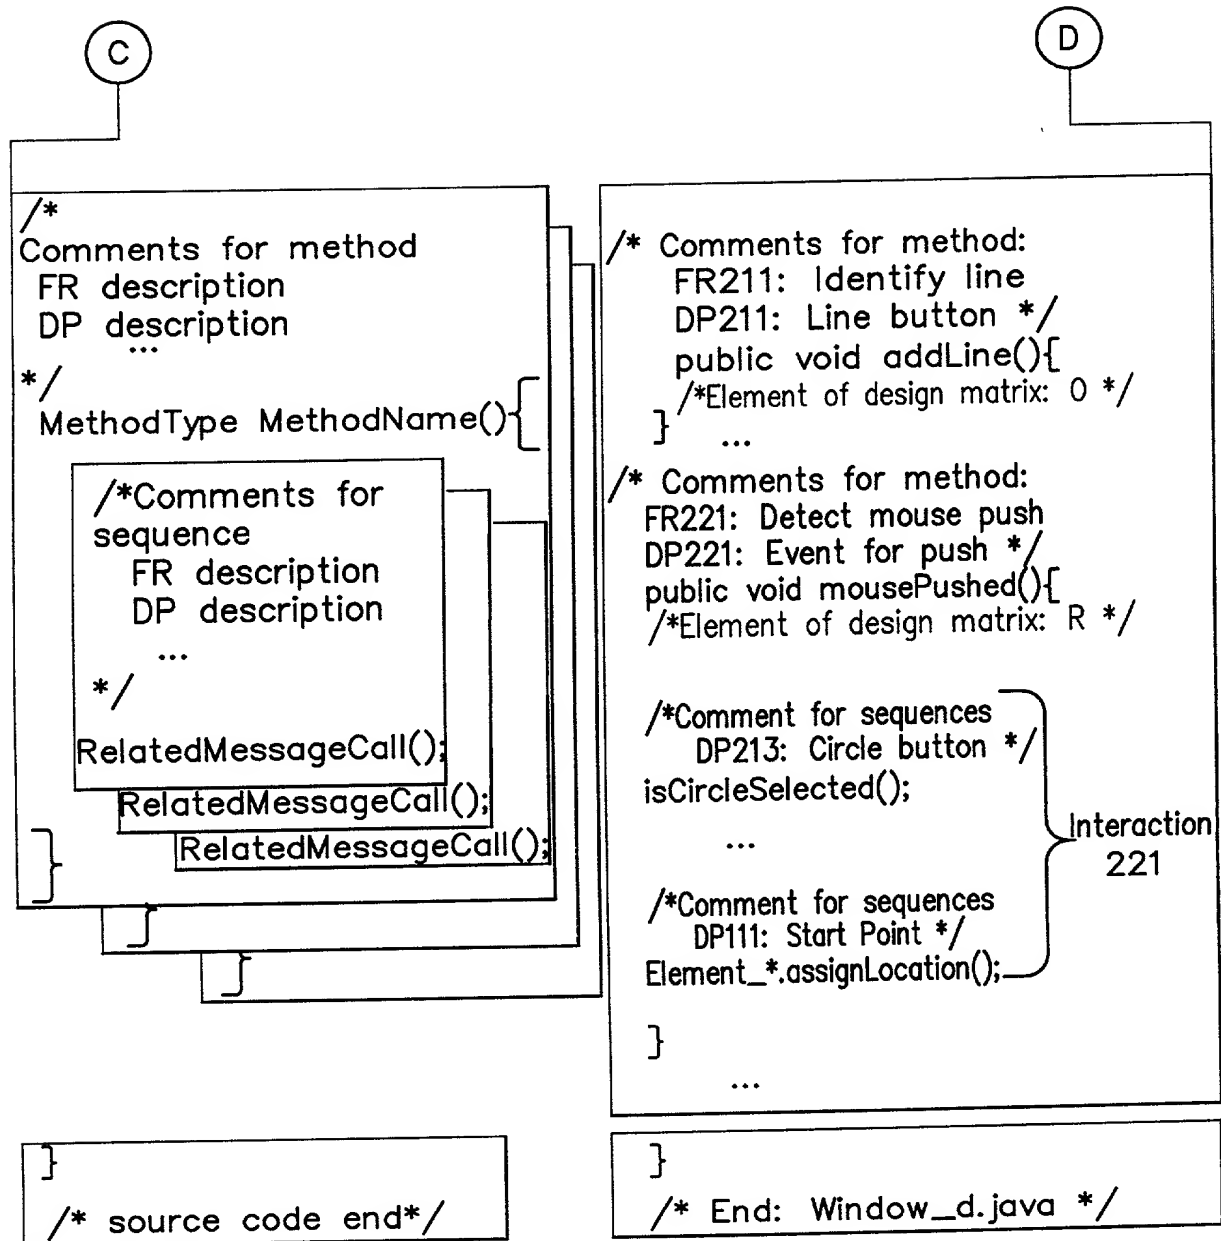 C
D
/*
Comments for method
FR description
DP description
...
*/
MethodType MethodName(){
/*Comments for
sequence
FR description
DP description
...
*/
RelatedMessageCall();
RelatedMessageCall();
RelatedMessageCall();
}
}
}
}
/* source code end*/
/* Comments for method:
FR211: Identify line
DP211: Line button */
public void addLine(){
/*Element of design matrix: O */
}
...
/* Comments for method:
FR221: Detect mouse push
DP221: Event for push */
public void mousePushed(){
/*Element of design matrix: R */
/*Comment for sequences
DP213: Circle button */
isCircleSelected();
...
/*Comment for sequences
DP111: Start Point */
Element_*.assignLocation();
Interaction
221
}
...
}
/* End: Window_d.java */